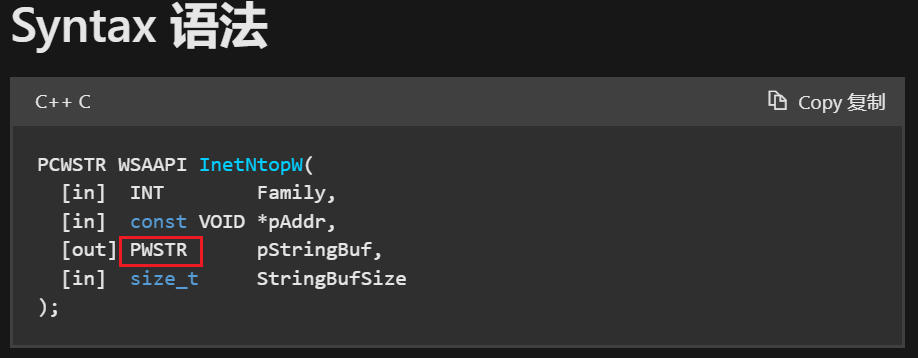 Syntax 语法
C++ C
Copy 复制
PCWSTR WSAAPI InetNtopW(
[in] INT Family,
[in] const VOID *pAddr,
[out] PWSTR pStringBuf,
[in] size_t StringBufSize
);